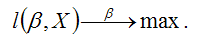 l(β, X) —β→ max .